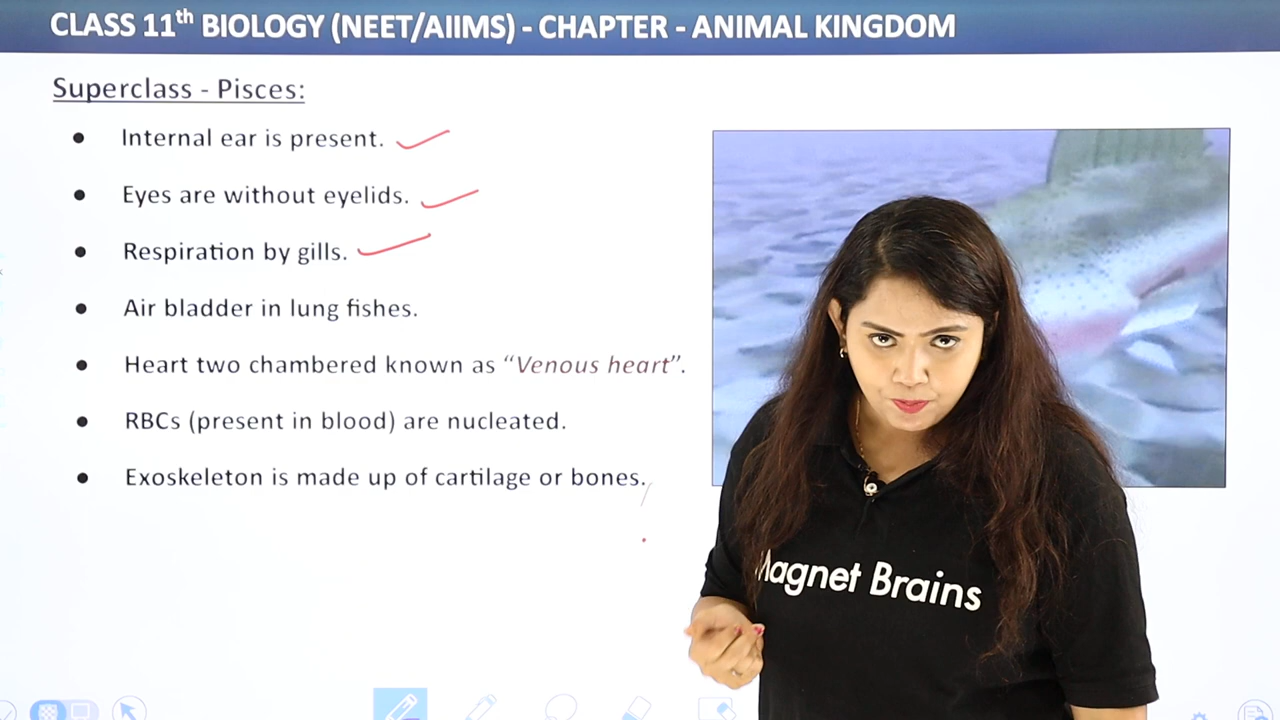 CLASS 11th BIOLOGY (NEET/AIIMS) - CHAPTER - ANIMAL KINGDOM
Superclass - Pisces:
● Internal ear is present.
● Eyes are without eyelids.
● Respiration by gills.
● Air bladder in lung fishes.
● Heart two chambered known as “Venous heart”.
● RBCs (present in blood) are nucleated.
● Exoskeleton is made up of cartilage or bones.
Magnet Brains